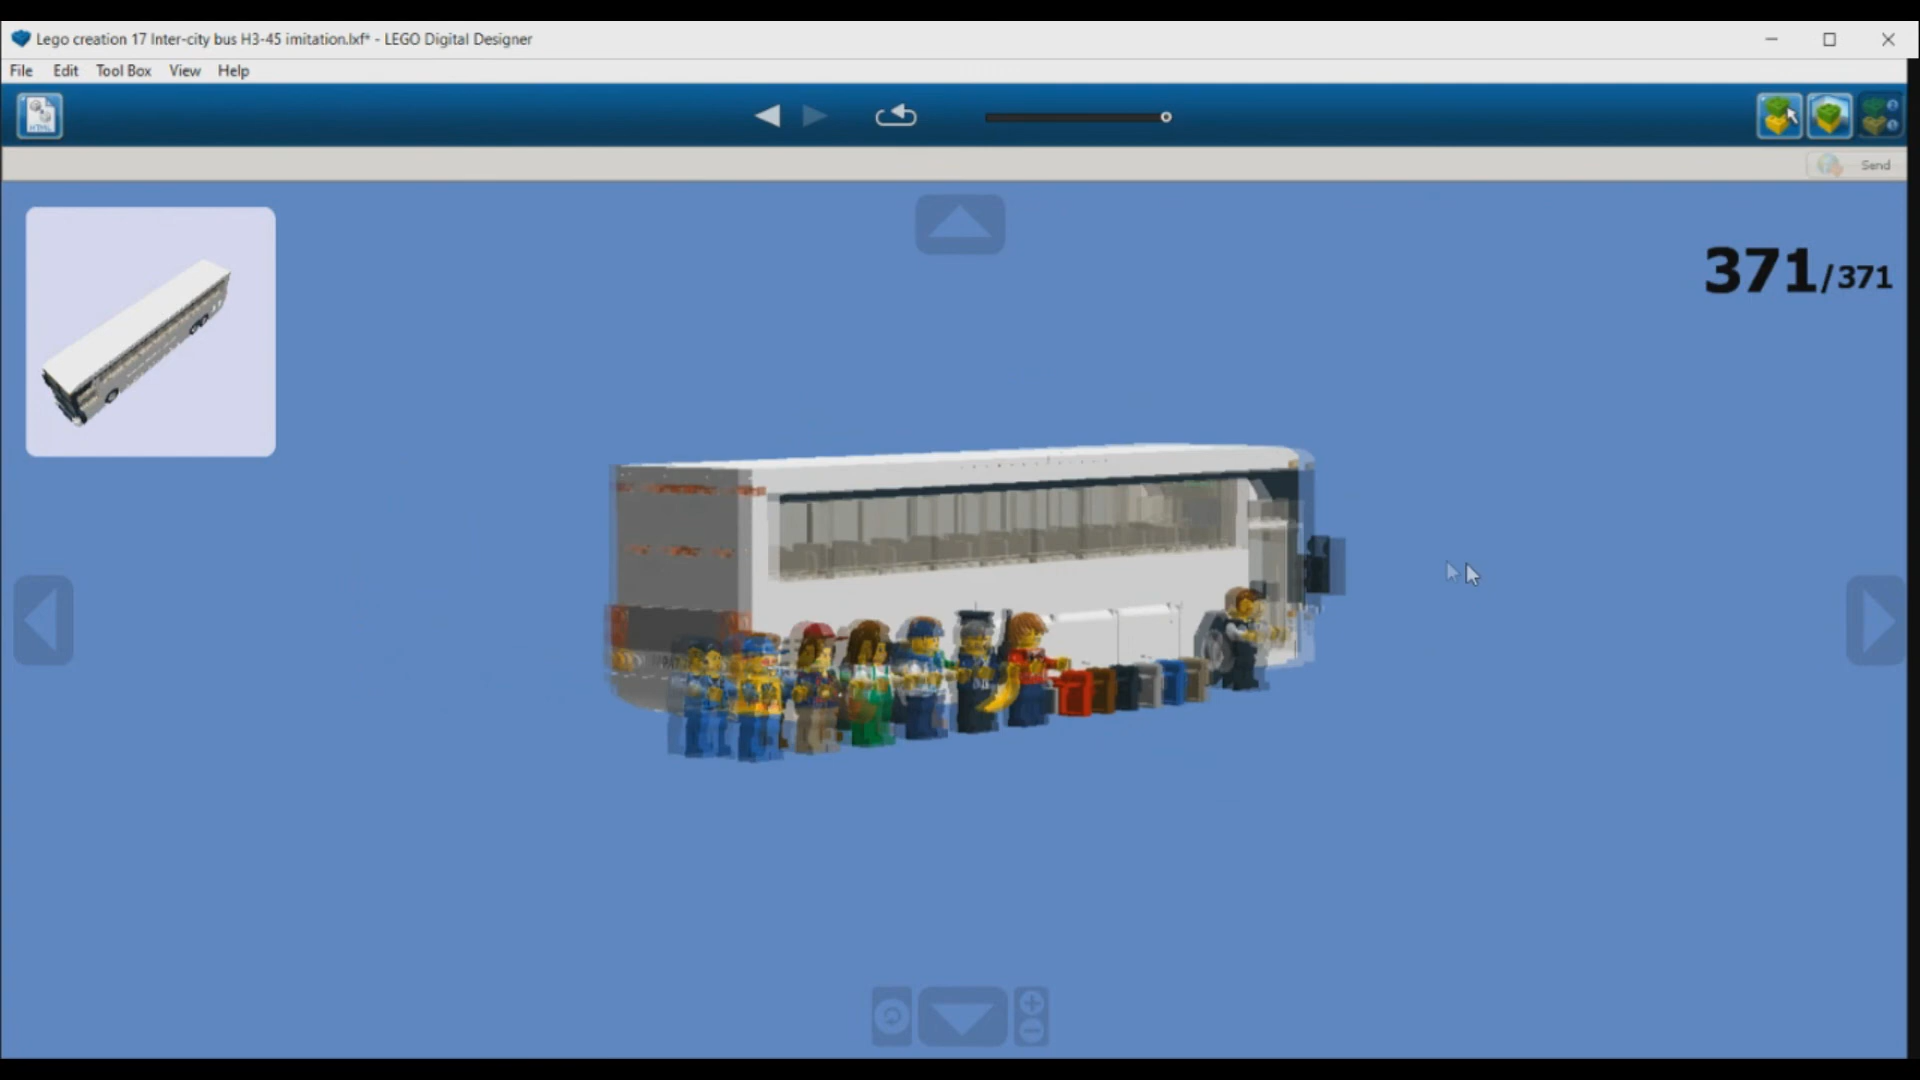 Lego creation 17 Inter-city bus H3-45 imitation.lxf* - LEGO Digital Designer
File Edit Tool Box View Help
HTML
Send
371/371